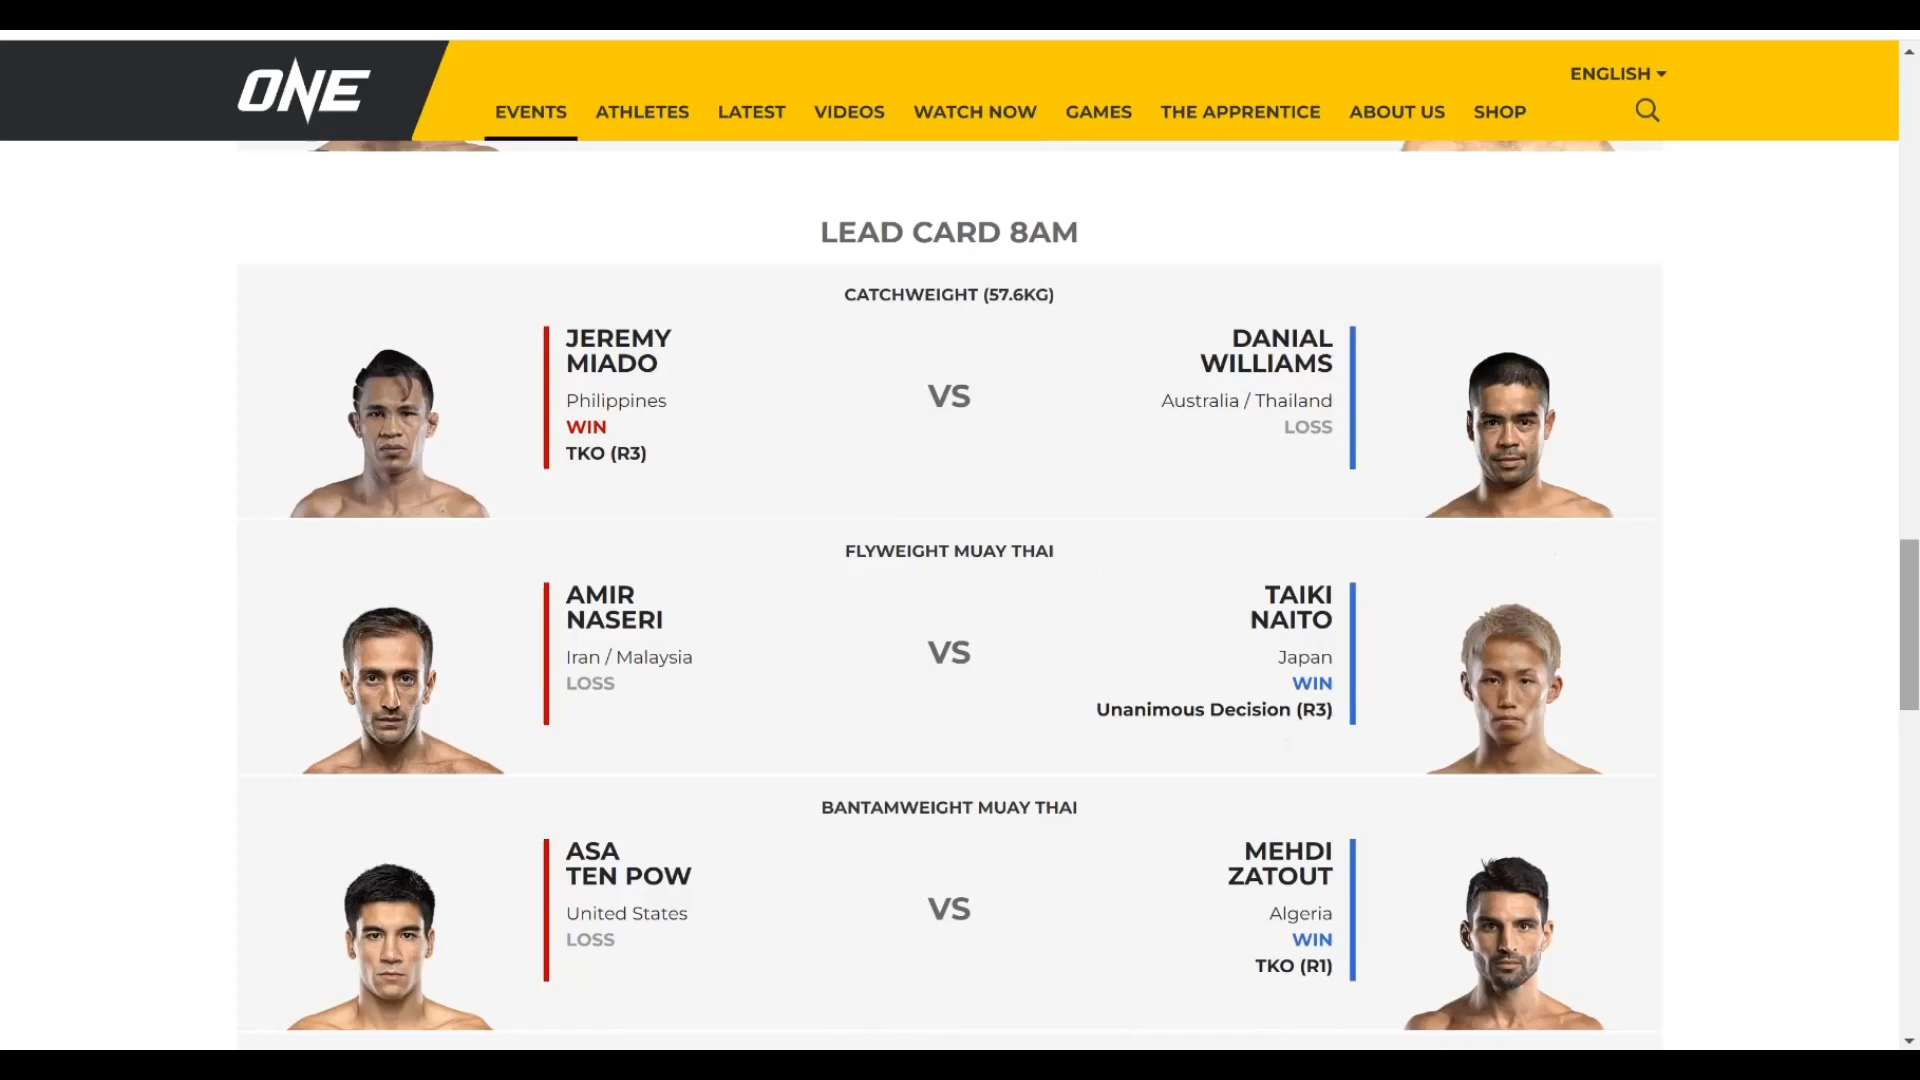 ONE
ENGLISH
EVENTS ATHLETES LATEST VIDEOS WATCH NOW GAMES THE APPRENTICE ABOUT US SHOP
LEAD CARD 8AM
CATCHWEIGHT (57.6KG)
JEREMY
MIADO
Philippines
WIN
TKO (R3)
VS
DANIAL
WILLIAMS
Australia / Thailand
LOSS
FLYWEIGHT MUAY THAI
AMIR
NASERI
Iran / Malaysia
LOSS
VS
TAIKI
NAITO
Japan
WIN
Unanimous Decision (R3)
BANTAMWEIGHT MUAY THAI
ASA
TEN POW
United States
LOSS
VS
MEHDI
ZATOUT
Algeria
WIN
TKO (R1)